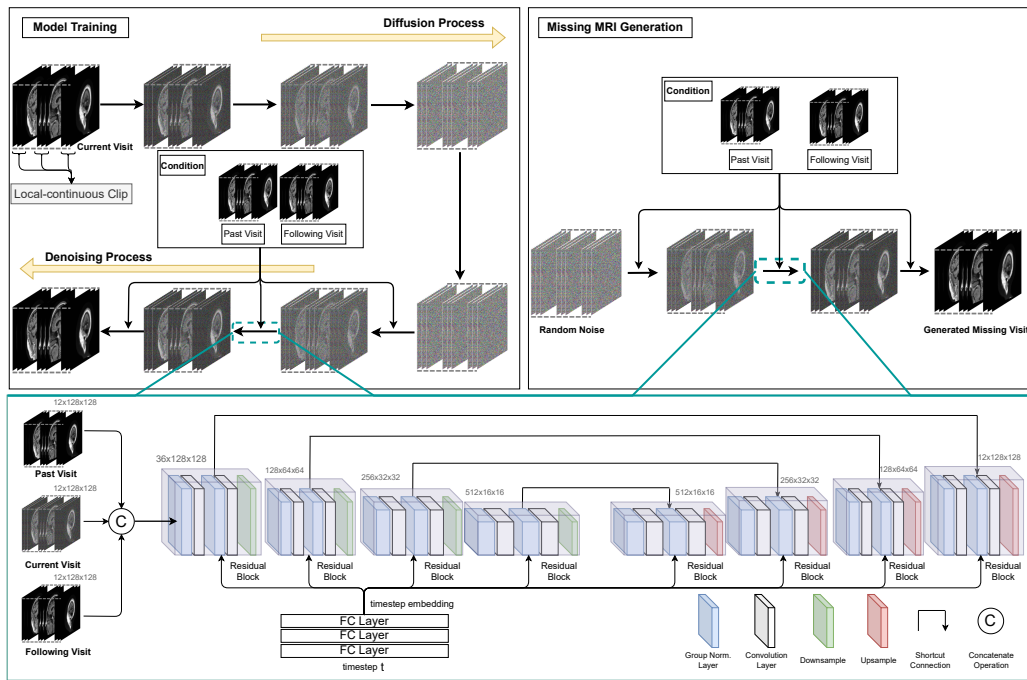 Model Training
Diffusion Process
Current Visit
Local-continuous Clip
Condition
Past Visit
Following Visit
Denoising Process
Missing MRI Generation
Condition
Past Visit
Following Visit
Random Noise
Generated Missing Visit
12x128x128
Past Visit
12x128x128
Current Visit
12x128x128
Following Visit
C
36x128x128
128x64x64
256x32x32
512x16x16
512x16x16
256x32x32
128x64x64
12x128x128
Residual
Block
Residual
Block
Residual
Block
Residual
Block
Residual
Block
Residual
Block
Residual
Block
Residual
Block
timestep embedding
FC Layer
FC Layer
FC Layer
timestep t
Group Norm.
Layer
Convolution
Layer
Downsample
Upsample
Shortcut
Connection
C
Concatenate
Operation